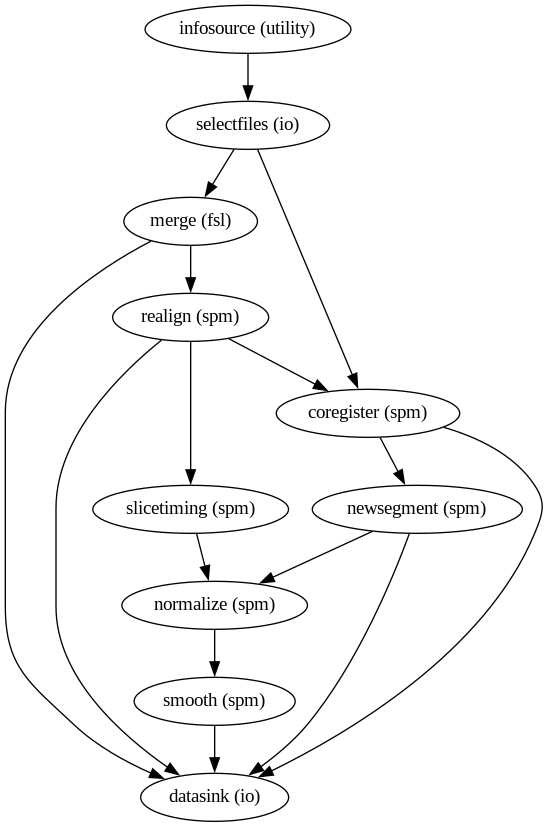 infosource (utility)
selectfiles (io)
merge (fsl)
realign (spm)
coregister (spm)
slicetiming (spm)
newsegment (spm)
normalize (spm)
smooth (spm)
datasink (io)